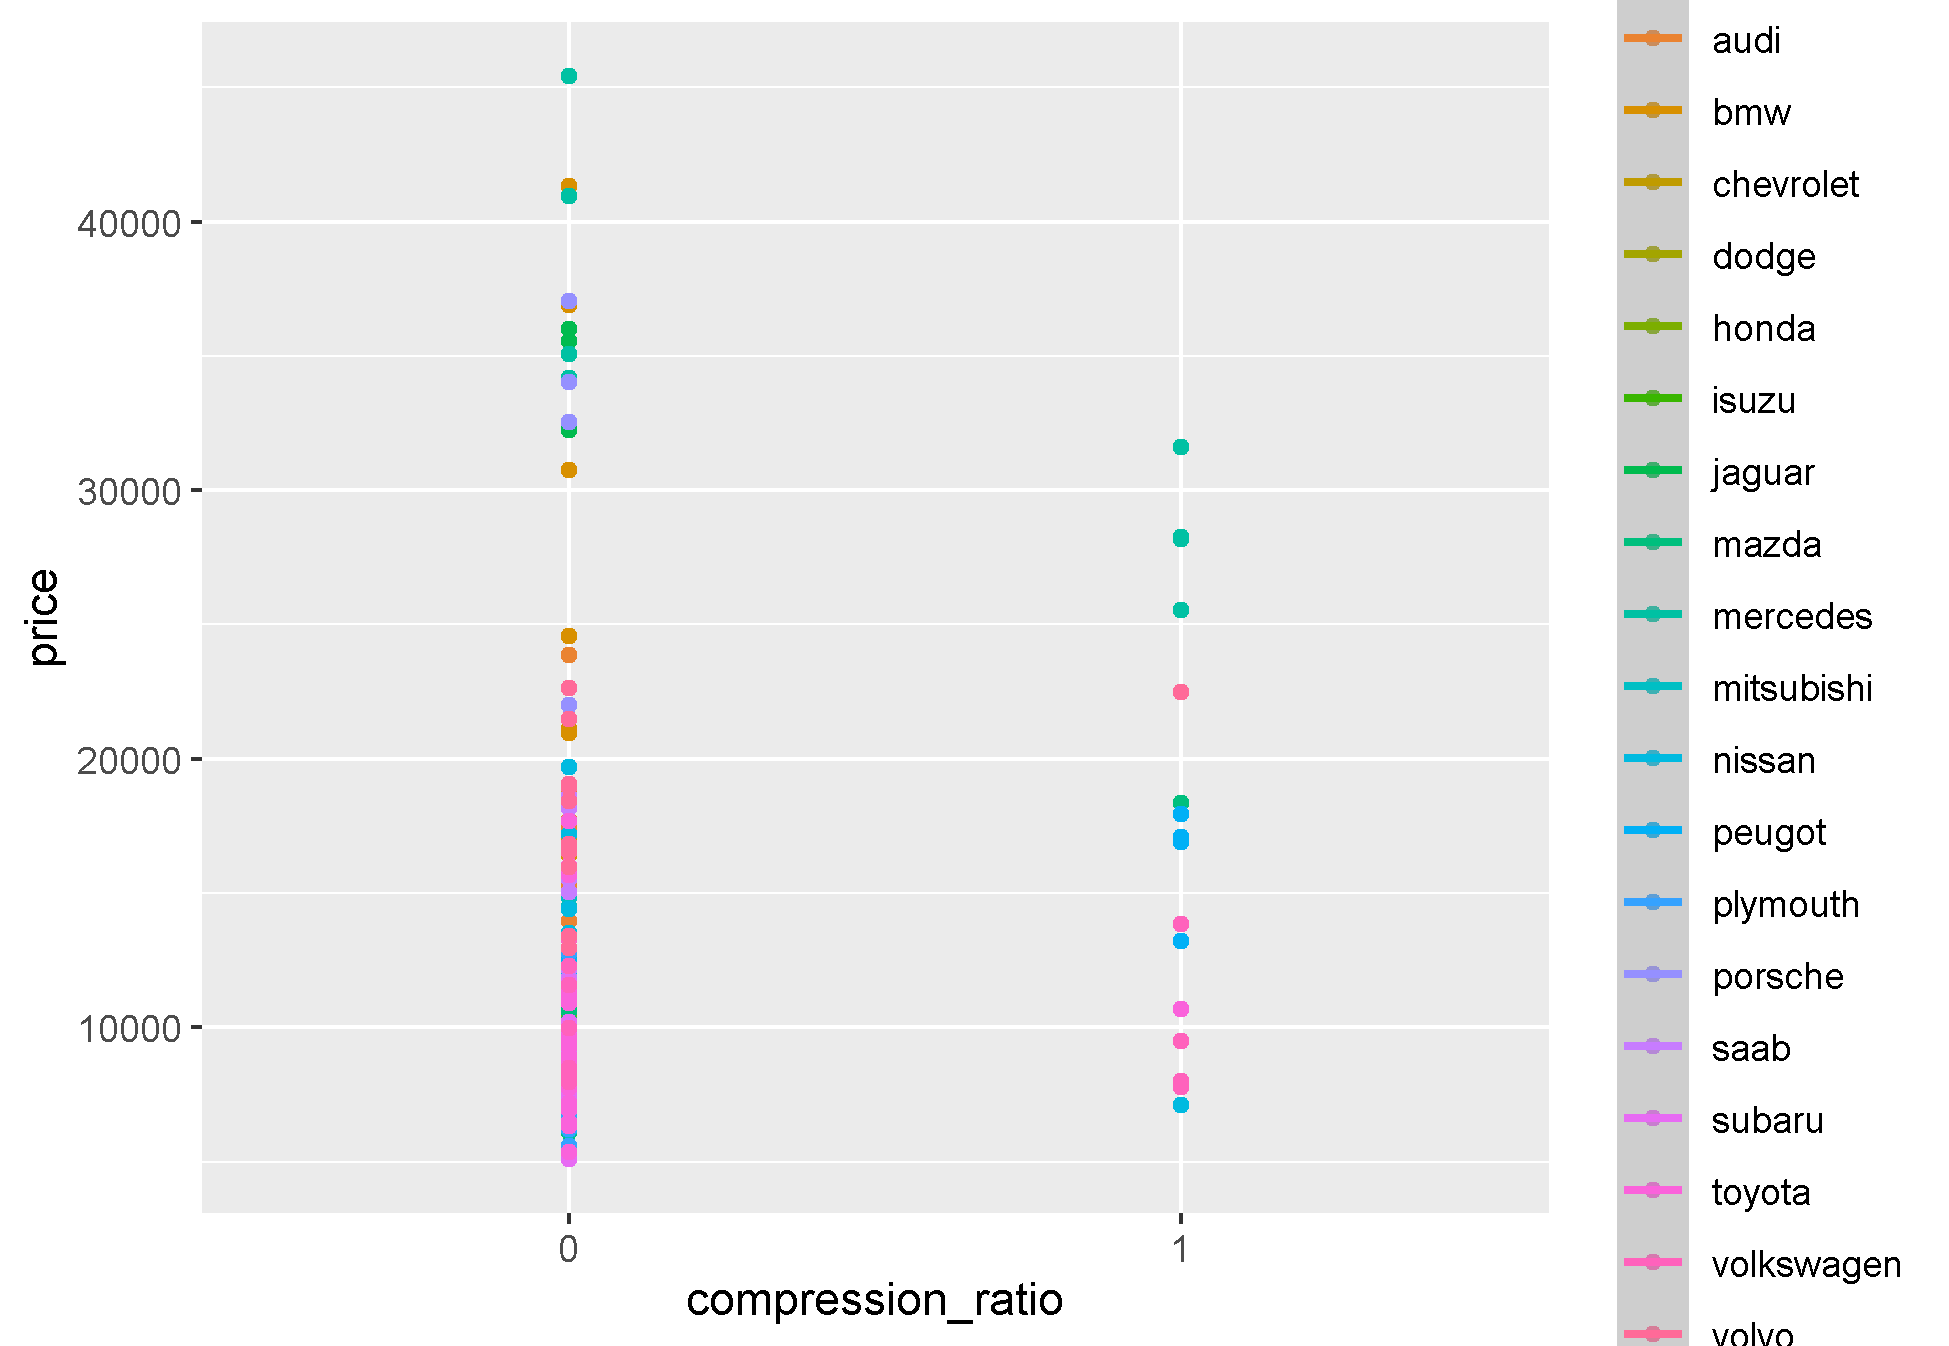 40000
30000
20000
10000
price
0
1
compression_ratio
audi
bmw
chevrolet
dodge
honda
isuzu
jaguar
mazda
mercedes
mitsubishi
nissan
peugot
plymouth
porsche
saab
subaru
toyota
volkswagen
volvo